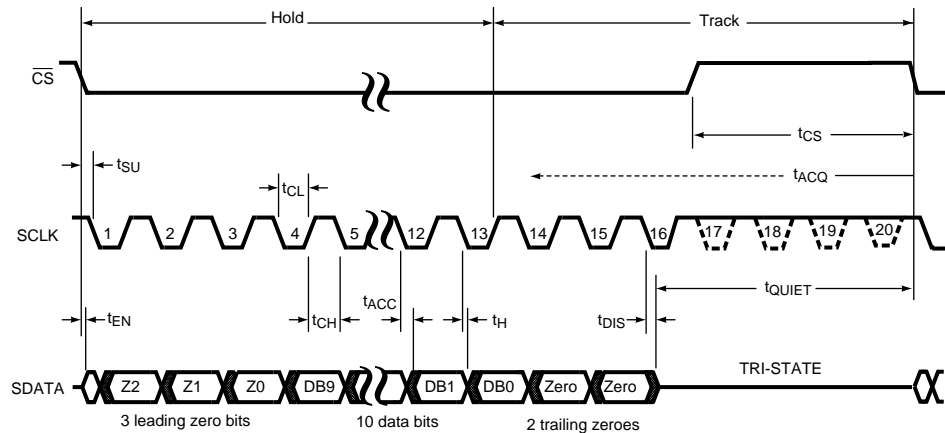 Hold
Track
CS
tCS
tSU
tCL
tACQ
SCLK
1
2
3
4
5
12
13
14
15
16
17
18
19
20
tEN
tCH
tACC
tH
tDIS
tQUIET
SDATA
Z2
Z1
Z0
DB9
DB1
DB0
Zero
Zero
TRI-STATE
3 leading zero bits
10 data bits
2 trailing zeroes